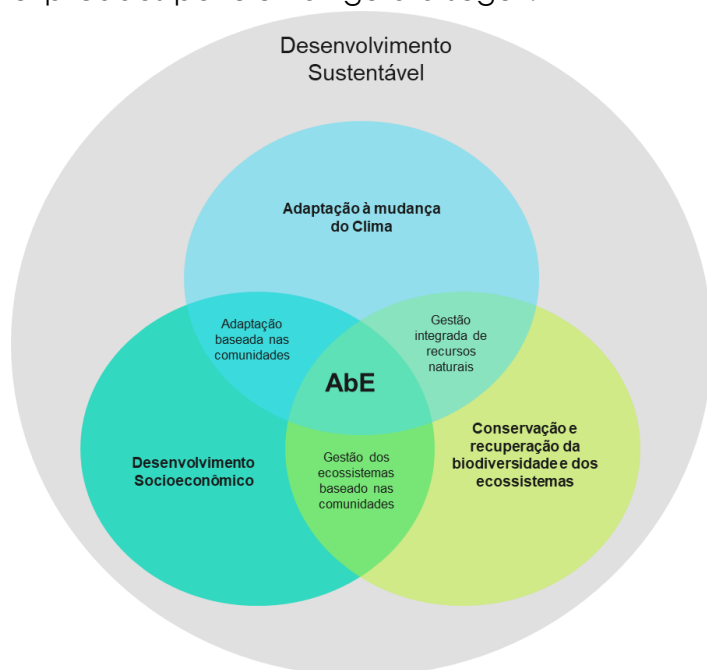 Desenvolvimento
Sustentável
Adaptação à mudança
do Clima
Adaptação
baseada nas
comunidades
Gestão
integrada de
recursos
naturais
AbE
Desenvolvimento
Socioeconômico
Gestão dos
ecossistemas
baseado nas
comunidades
Conservação e
recuperação da
biodiversidade e dos
ecossistemas